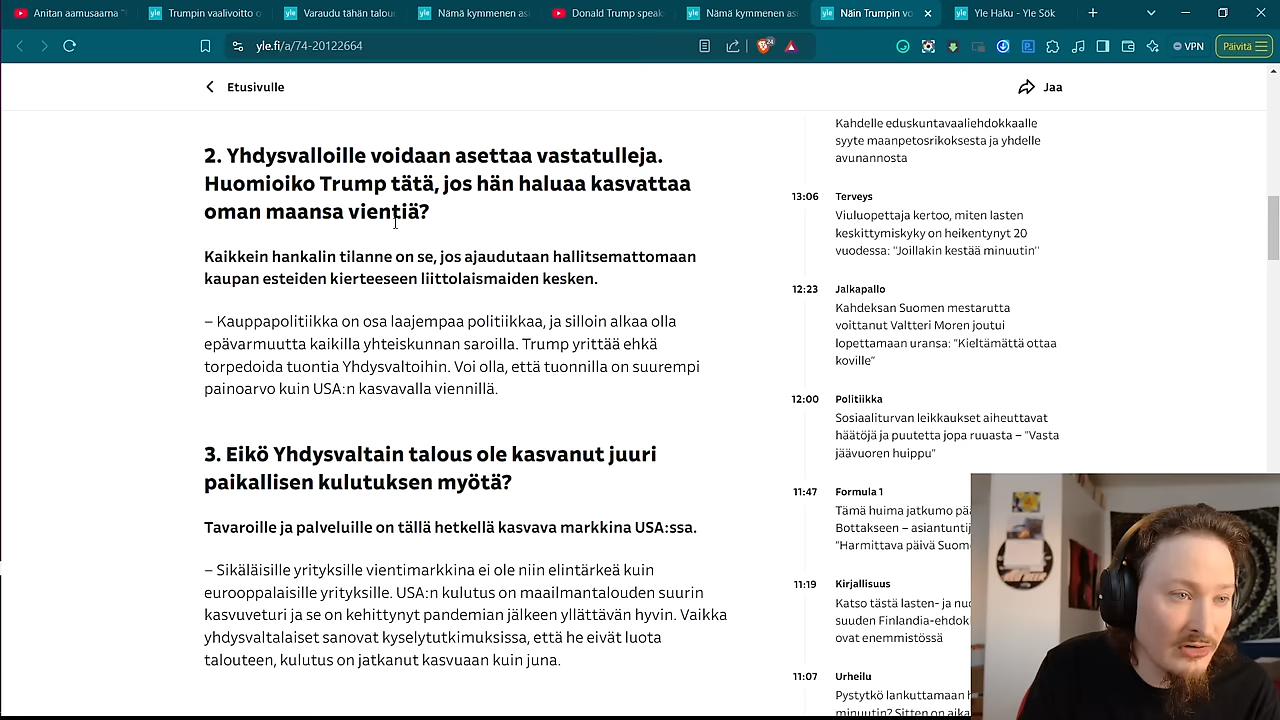 Anitan aamusaarna "
Trumpin vaalivoitto o
Varaudu tähän talou
Nämä kymmenen asi
Donald Trump speak
Nämä kymmenen asi
Näin Trumpin vo
Yle Haku - Yle Sök
yle.fi/a/74-20122664
24
VPN
Päivitä
Etusivulle
Jaa
2. Yhdysvalloille voidaan asettaa vastatulleja.
Huomioiko Trump tätä, jos hän haluaa kasvattaa
oman maansa vientiä?
Kaikkein hankalin tilanne on se, jos ajaudutaan hallitsemattomaan
kaupan esteiden kierteeseen liittolaismaiden kesken.
– Kauppapolitiikka on osa laajempaa politiikkaa, ja silloin alkaa olla
epävarmuutta kaikilla yhteiskunnan saroilla. Trump yrittää ehkä
torpedoida tuontia Yhdysvaltoihin. Voi olla, että tuonnilla on suurempi
painoarvo kuin USA:n kasvavalla viennillä.
3. Eikö Yhdysvaltain talous ole kasvanut juuri
paikallisen kulutuksen myötä?
Tavaroille ja palveluille on tällä hetkellä kasvava markkina USA:ssa.
– Sikäläisille yrityksille vientimarkkina ei ole niin elintärkeä kuin
eurooppalaisille yrityksille. USA:n kulutus on maailmantalouden suurin
kasvuveturi ja se on kehittynyt pandemian jälkeen yllättävän hyvin. Vaikka
yhdysvaltalaiset sanovat kyselytutkimuksissa, että he eivät luota
talouteen, kulutus on jatkanut kasvuaan kuin juna.
Kahdelle eduskuntavaaliehdokkaalle
syyte maanpetosrikoksesta ja yhdelle
avunannosta
13:06 Terveys
Viuluopettaja kertoo, miten lasten
keskittymiskyky on heikentynyt 20
vuodessa: "Joillakin kestää minuutin"
12:23 Jalkapallo
Kahdeksan Suomen mestarutta
voittanut Valtteri Moren joutui
lopettamaan uransa: "Kieltämättä ottaa
koville"
12:00 Politiikka
Sosiaaliturvan leikkaukset aiheuttavat
häätöjä ja puutetta jopa ruuasta – "Vasta
jäävuoren huippu"
11:47 Formula 1
Tämä huima jatkumo pää
Bottakseen – asiantuntij
"Harmittava päivä Suom
11:19 Kirjallisuus
Katso tästä lasten- ja nuo
suuden Finlandia-ehdok
ovat enemmistössä
11:07 Urheilu
Pystytkö lankuttamaan
minuutin? Sitten on aika